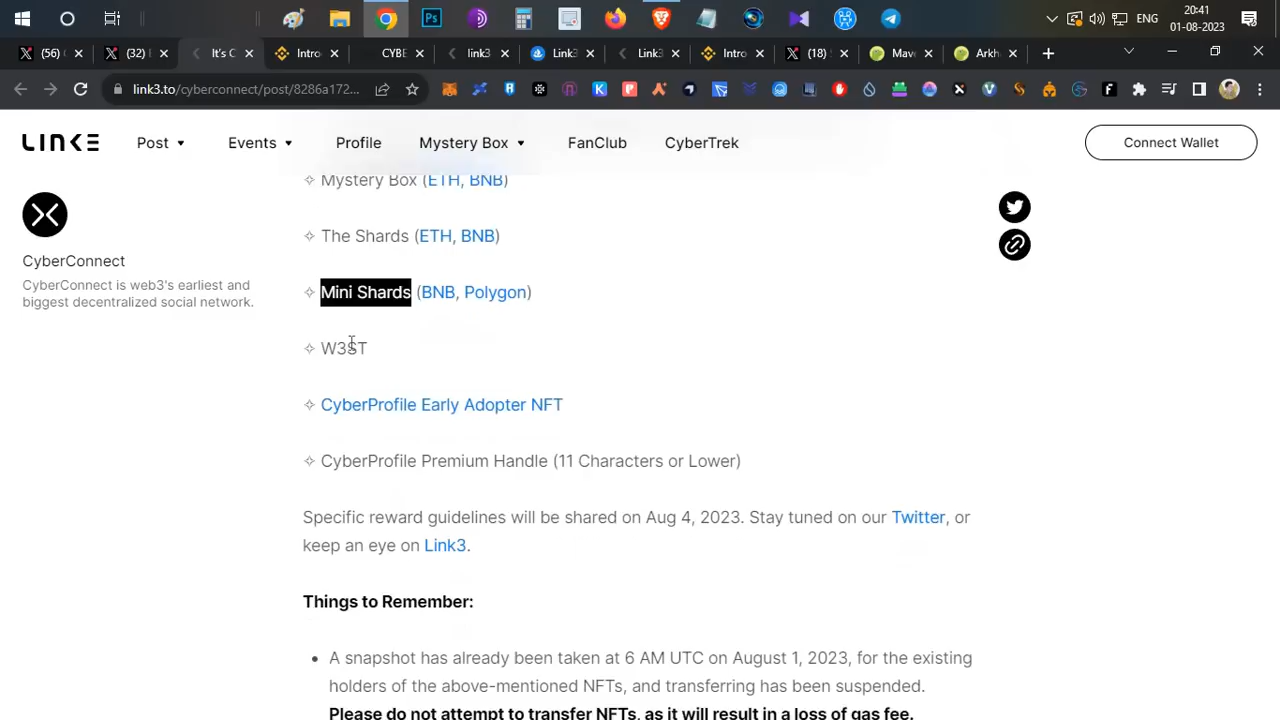 20:41
ENG
01-08-2023
(56)
(32)
It's C
Intro
CYBE
link3
Link3
Link3
Intro
(18)
Mave
Arkh
link3.to/cyberconnect/post/8286a172...
LINK3
Post
Events
Profile
Mystery Box
FanClub
CyberTrek
Connect Wallet
CyberConnect
CyberConnect is web3's earliest and
biggest decentralized social network.
✧ Mystery Box (ETH, BNB)
✧ The Shards (ETH, BNB)
✧ Mini Shards (BNB, Polygon)
✧ W3ST
✧ CyberProfile Early Adopter NFT
✧ CyberProfile Premium Handle (11 Characters or Lower)
Specific reward guidelines will be shared on Aug 4, 2023. Stay tuned on our Twitter, or
keep an eye on Link3.
Things to Remember:
• A snapshot has already been taken at 6 AM UTC on August 1, 2023, for the existing
holders of the above-mentioned NFTs, and transferring has been suspended.
Please do not attempt to transfer NFTs, as it will result in a loss of gas fee.